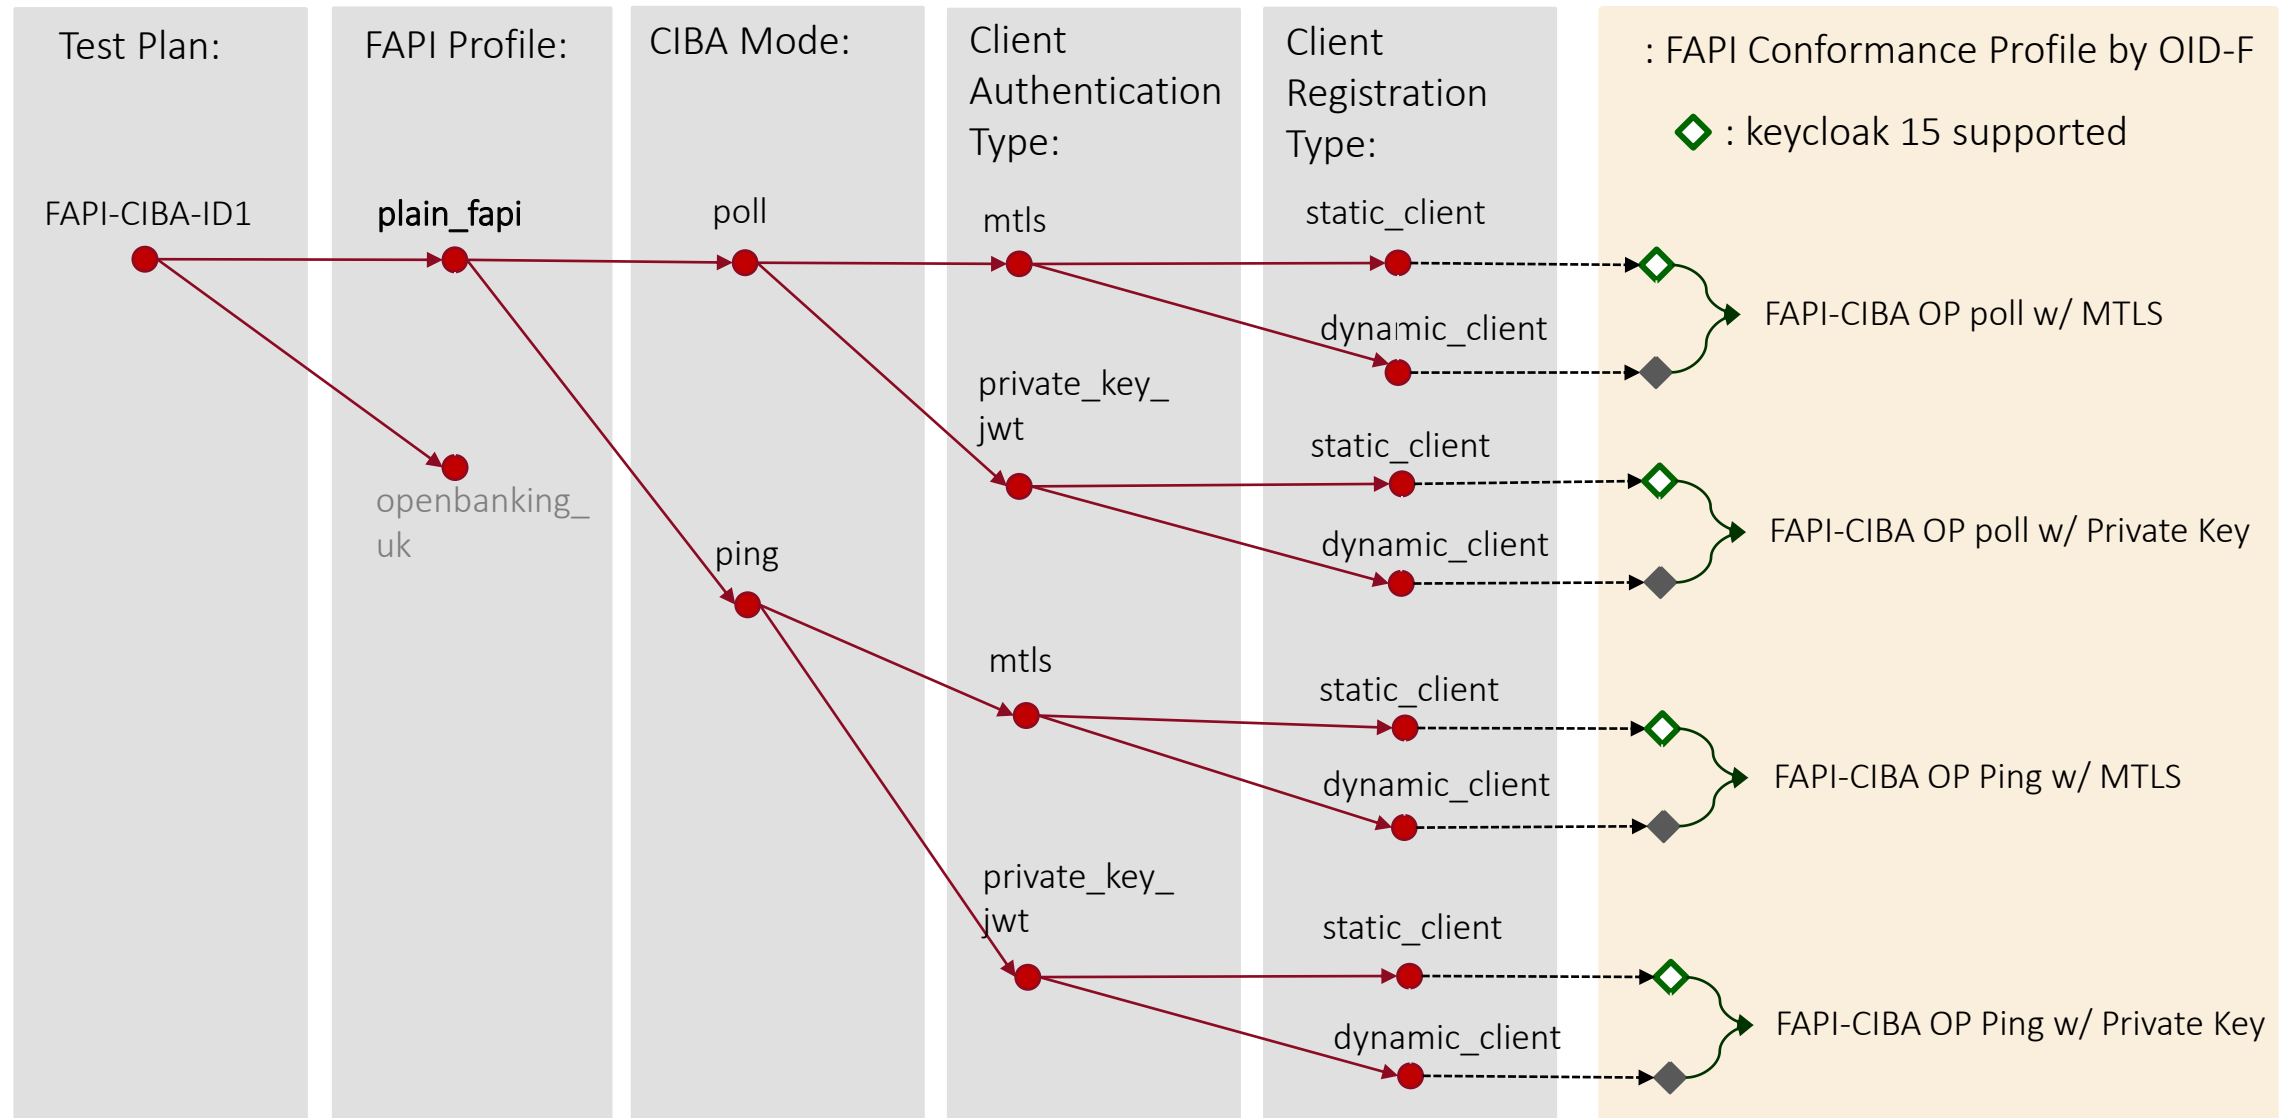 Test Plan:
FAPI Profile:
CIBA Mode:
Client
Authentication
Type:
Client
Registration
Type:
: FAPI Conformance Profile by OID-F
: keycloak 15 supported
FAPI-CIBA-ID1
plain_fapi
poll
mtls
static_client
dynamic_client
FAPI-CIBA OP poll w/ MTLS
private_key_
jwt
static_client
openbanking_
uk
dynamic_client
FAPI-CIBA OP poll w/ Private Key
ping
mtls
static_client
dynamic_client
FAPI-CIBA OP Ping w/ MTLS
private_key_
jwt
static_client
dynamic_client
FAPI-CIBA OP Ping w/ Private Key